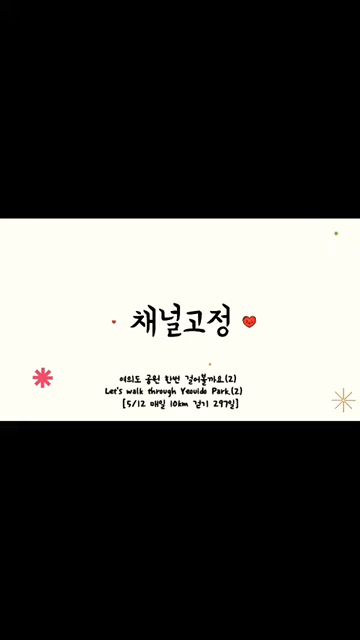 채널고정
여의도 공원 한번 걸어볼까요.(2)
Let's walk through Yeouido Park.(2)
[5/12 매일 10km 걷기 297일]